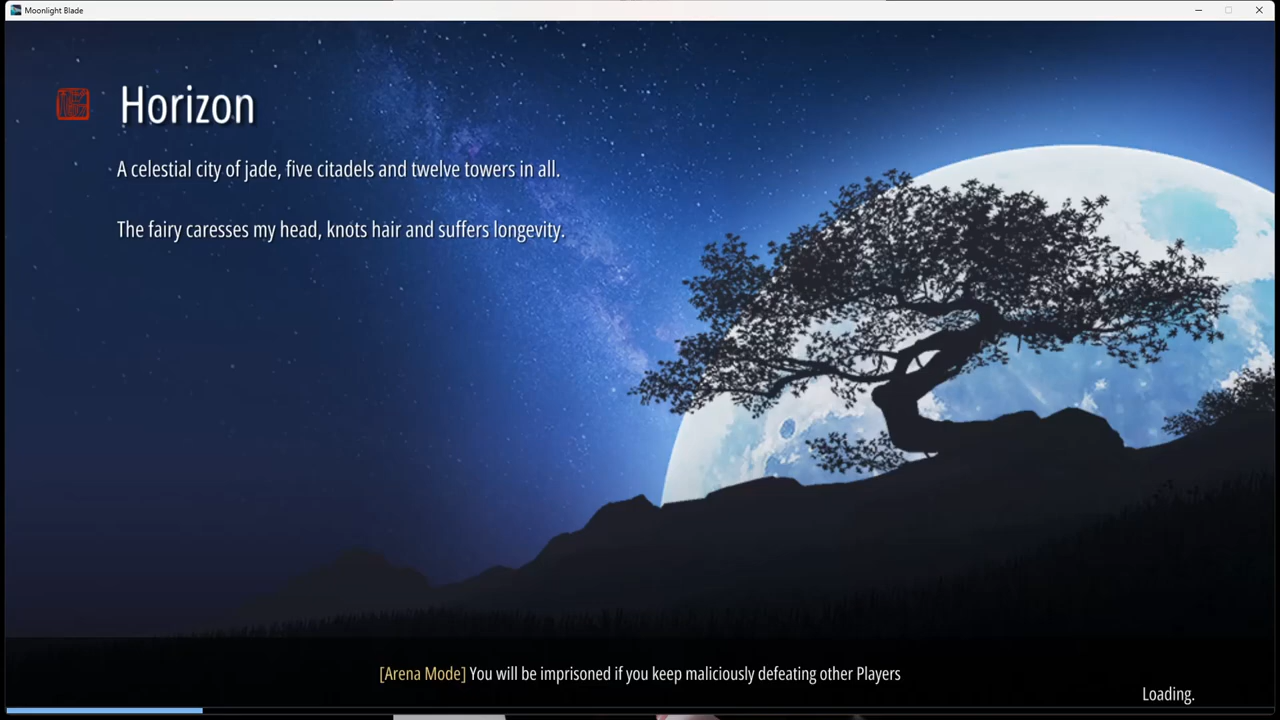 Moonlight Blade
Horizon
A celestial city of jade, five citadels and twelve towers in all.
The fairy caresses my head, knots hair and suffers longevity.
[Arena Mode] You will be imprisoned if you keep maliciously defeating other Players
Loading.